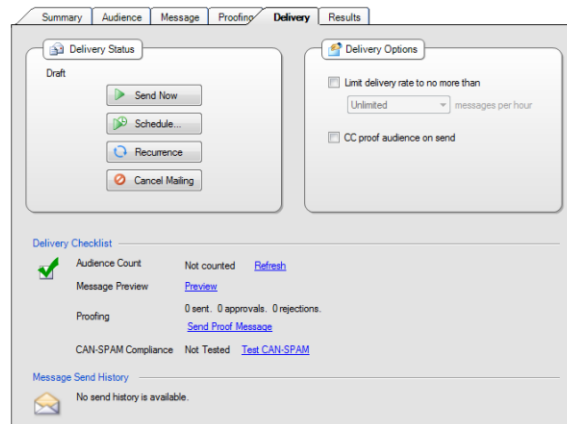 Summary Audience Message Proofing Delivery Results
Delivery Status
Draft
Send Now
Schedule...
Recurrence
Cancel Mailing
Delivery Options
Limit delivery rate to no more than
Unlimited messages per hour
CC proof audience on send
Delivery Checklist
Audience Count Not counted Refresh
Message Preview Preview
Proofing 0 sent. 0 approvals. 0 rejections.
Send Proof Message
CAN-SPAM Compliance Not Tested Test CAN-SPAM
Message Send History
No send history is available.